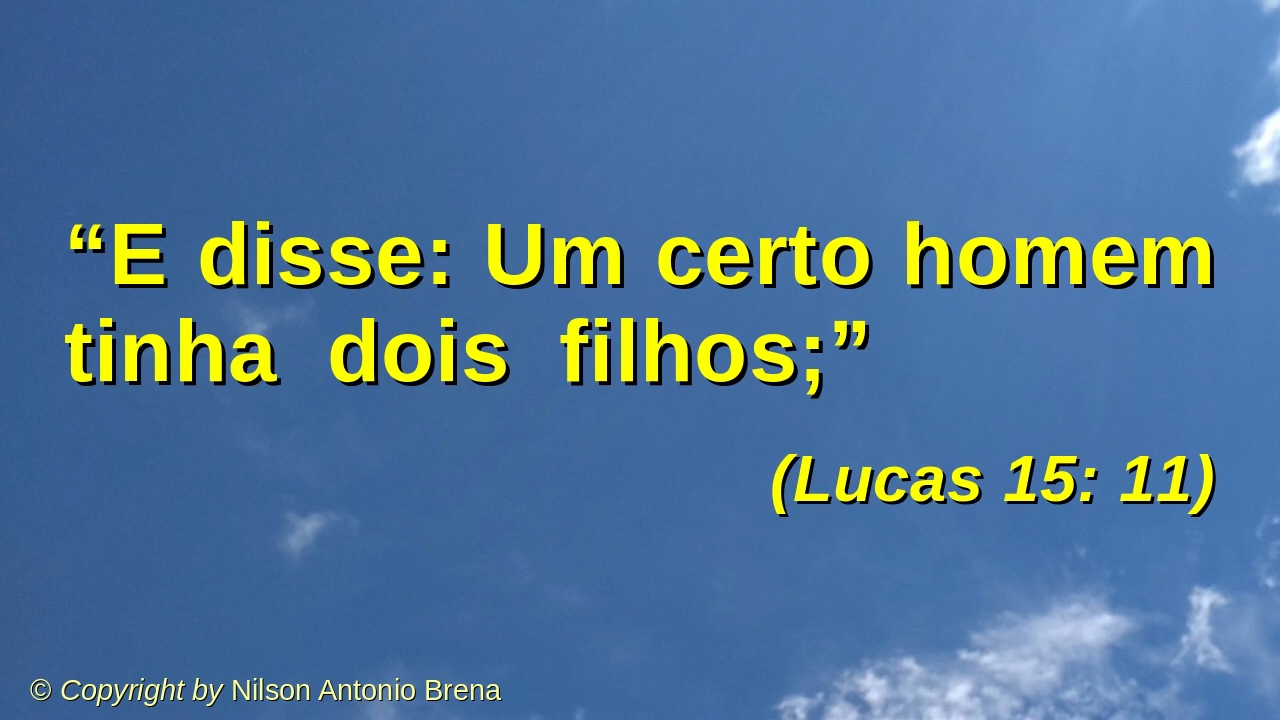 “E disse: Um certo homem
tinha dois filhos;”
(Lucas 15: 11)
© Copyright by Nilson Antonio Brena